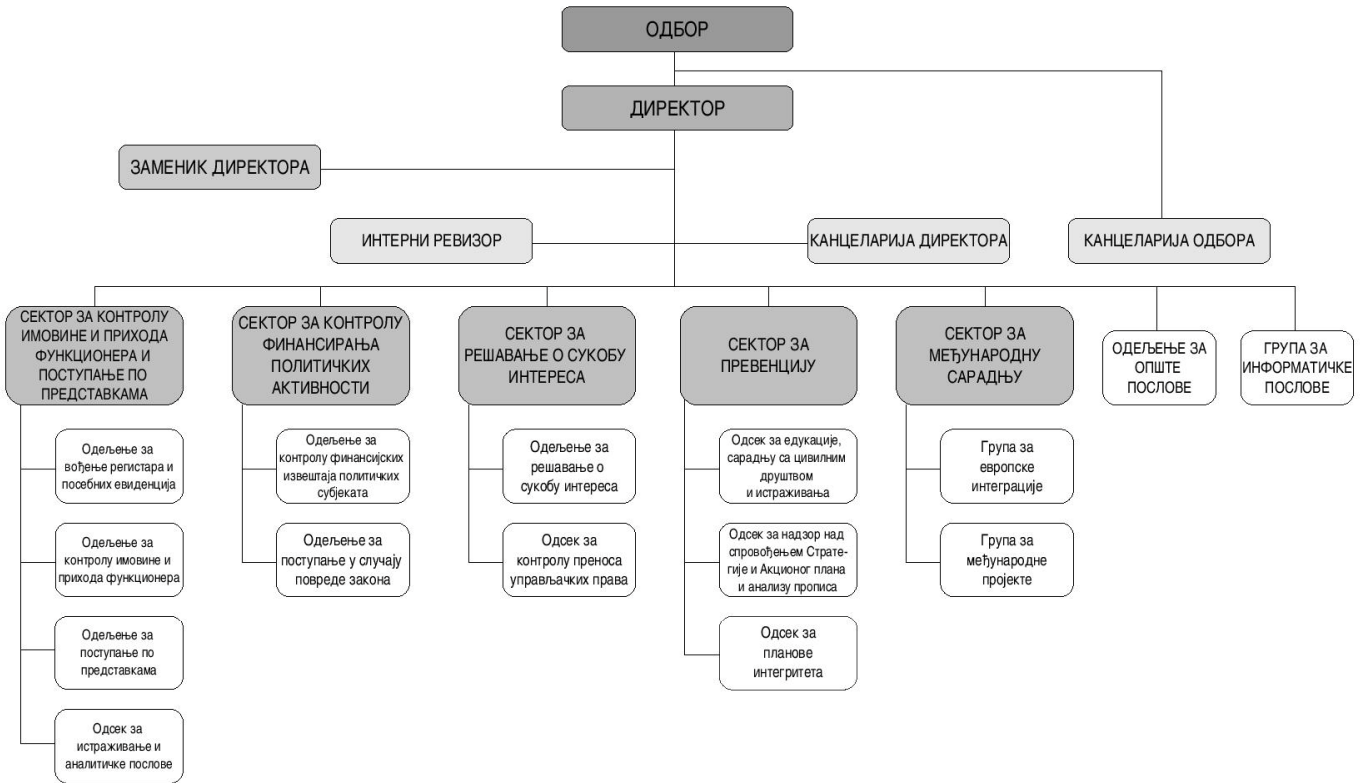 ОДБОР
ДИРЕКТОР
ЗАМЕНИК ДИРЕКТОРА
ИНТЕРНИ РЕВИЗОР
КАНЦЕЛАРИЈА ДИРЕКТОРА
КАНЦЕЛАРИЈА ОДБОРА
СЕКТОР ЗА КОНТРОЛУ
ИМОВИНЕ И ПРИХОДА
ФУНКЦИОНЕРА И
ПОСТУПАЊЕ ПО
ПРЕДСТАВКАМА
СЕКТОР ЗА КОНТРОЛУ
ФИНАНСИРАЊА
ПОЛИТИЧКИХ
АКТИВНОСТИ
СЕКТОР ЗА
РЕШАВАЊЕ О СУКОБУ
ИНТЕРЕСА
СЕКТОР ЗА
ПРЕВЕНЦИЈУ
СЕКТОР ЗА
МЕЂУНАРОДНУ
САРАДЊУ
ОДЕЉЕЊЕ ЗА
ОПШТЕ
ПОСЛОВЕ
ГРУПА ЗА
ИНФОРМАТИЧКЕ
ПОСЛОВЕ
Одељење за
вођење регистара и
посебних евиденција
Одељење за
контролу имовине и
прихода функционера
Одељење за
поступање по
представкама
Одсек за
истраживање и
аналитичке послове
Одељење за
контролу финансијских
извештаја политичких
субјеката
Одељење за
поступање у случају
повреде закона
Одељење за
решавање о
сукобу интереса
Одсек за
контролу преноса
управљачких права
Одсек за едукације,
сарадњу са цивилним
друштвом
и истраживања
Одсек за надзор над
спровођењем Страте-
гије и Акционог плана
и анализу прописа
Одсек за
планове
интегритета
Група за
европске
интеграције
Група за
међународне
пројекте